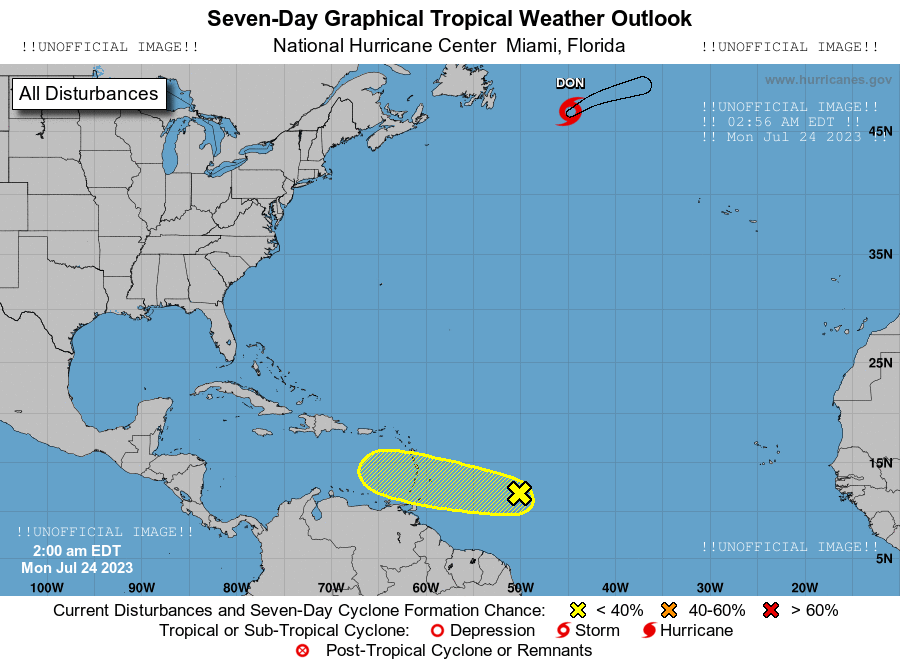 Seven-Day Graphical Tropical Weather Outlook
!!UNOFFICIAL IMAGE!! National Hurricane Center Miami, Florida !!UNOFFICIAL IMAGE!!
All Disturbances
DON
www.hurricanes.gov
!!UNOFFICIAL IMAGE!!
!! 02:56 AM EDT !!
!! Mon Jul 24 2023 !!
45N
35N
25N
15N
!!UNOFFICIAL IMAGE!!
2:00 am EDT
Mon Jul 24 2023
!!UNOFFICIAL IMAGE!!
5N
100W 90W 80W 70W 60W 50W 40W 30W 20W
Current Disturbances and Seven-Day Cyclone Formation Chance: < 40% 40-60% > 60%
Tropical or Sub-Tropical Cyclone: Depression Storm Hurricane
Post-Tropical Cyclone or Remnants